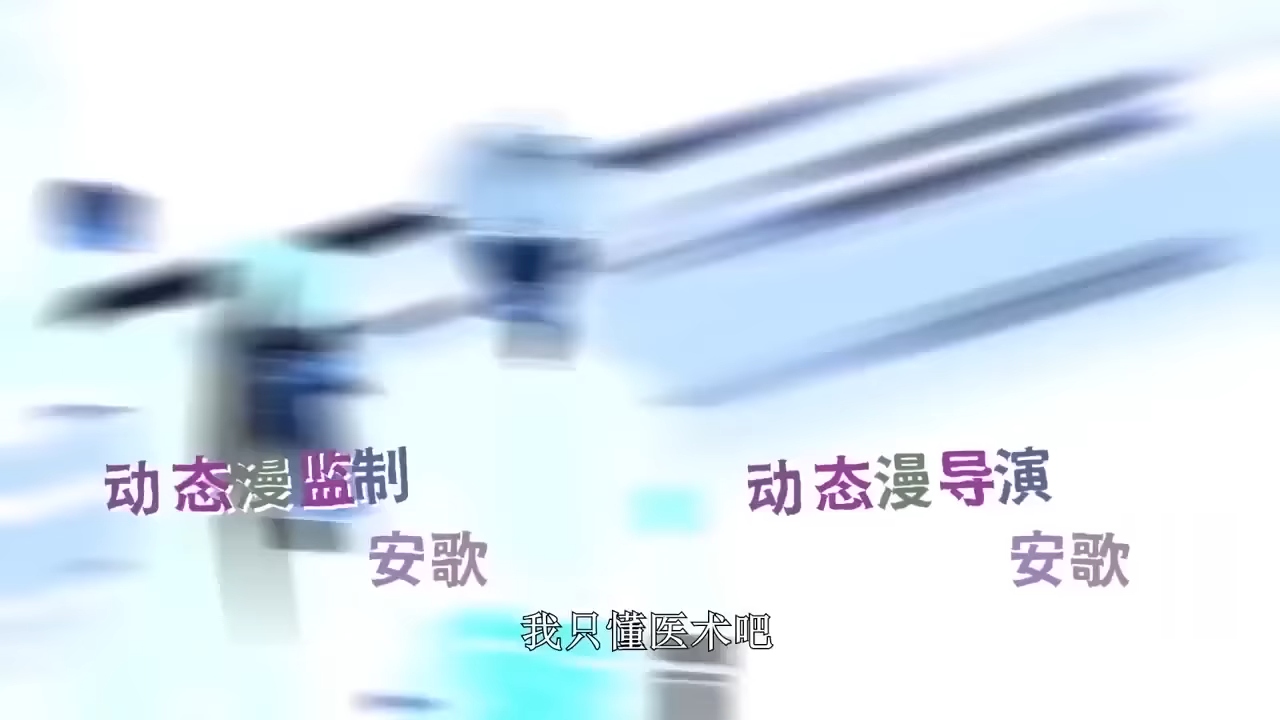 动态漫监制
安歌
动态漫导演
安歌
我只懂医术吧